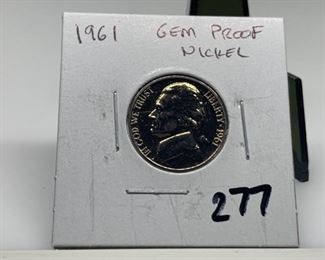 1961 GEM PROOF
NICKEL
IN GOD WE TRUST
LIBERTY 1961
277